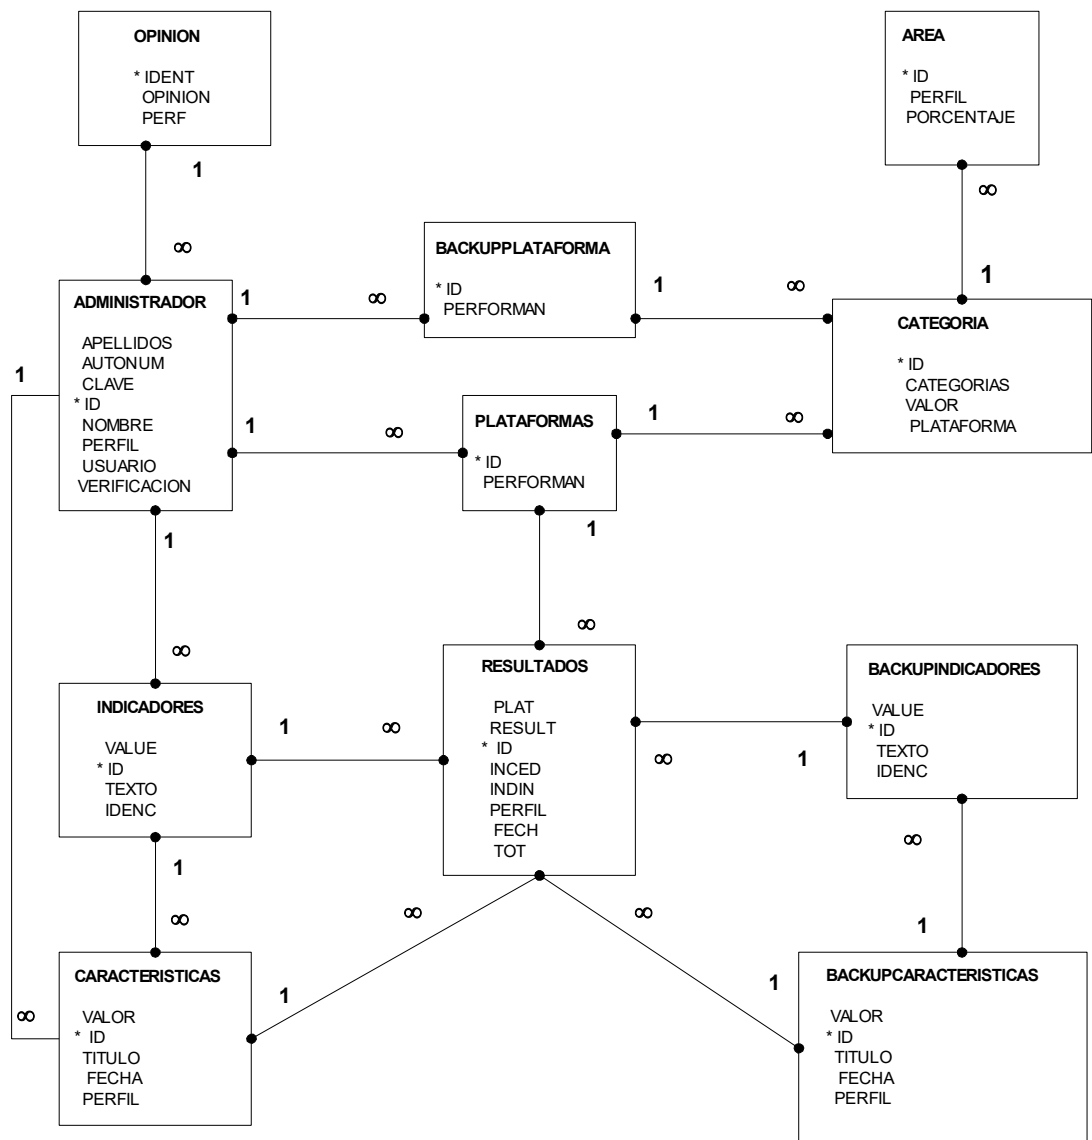 OPINION
* IDENT
OPINION
PERF
AREA
* ID
PERFIL
PORCENTAJE
1
∞
∞
1
BACKUPPLATAFORMA
* ID
PERFORMAN
ADMINISTRADOR
APELLIDOS
AUTONUM
CLAVE
* ID
NOMBRE
PERFIL
USUARIO
VERIFICACION
1
∞
1
∞
CATEGORIA
* ID
CATEGORIAS
VALOR
PLATAFORMA
1
1
∞
PLATAFORMAS
* ID
PERFORMAN
1
∞
1
1
∞
∞
INDICADORES
VALUE
* ID
TEXTO
IDENC
1
∞
RESULTADOS
PLAT
RESULT
* ID
INCED
INDIN
PERFIL
FECH
TOT
BACKUPINDICADORES
VALUE
* ID
TEXTO
IDENC
∞
1
1
∞
∞
∞
∞
1
CARACTERISTICAS
VALOR
* ID
TITULO
FECHA
PERFIL
∞
1
1
BACKUPCARACTERISTICAS
VALOR
* ID
TITULO
FECHA
PERFIL